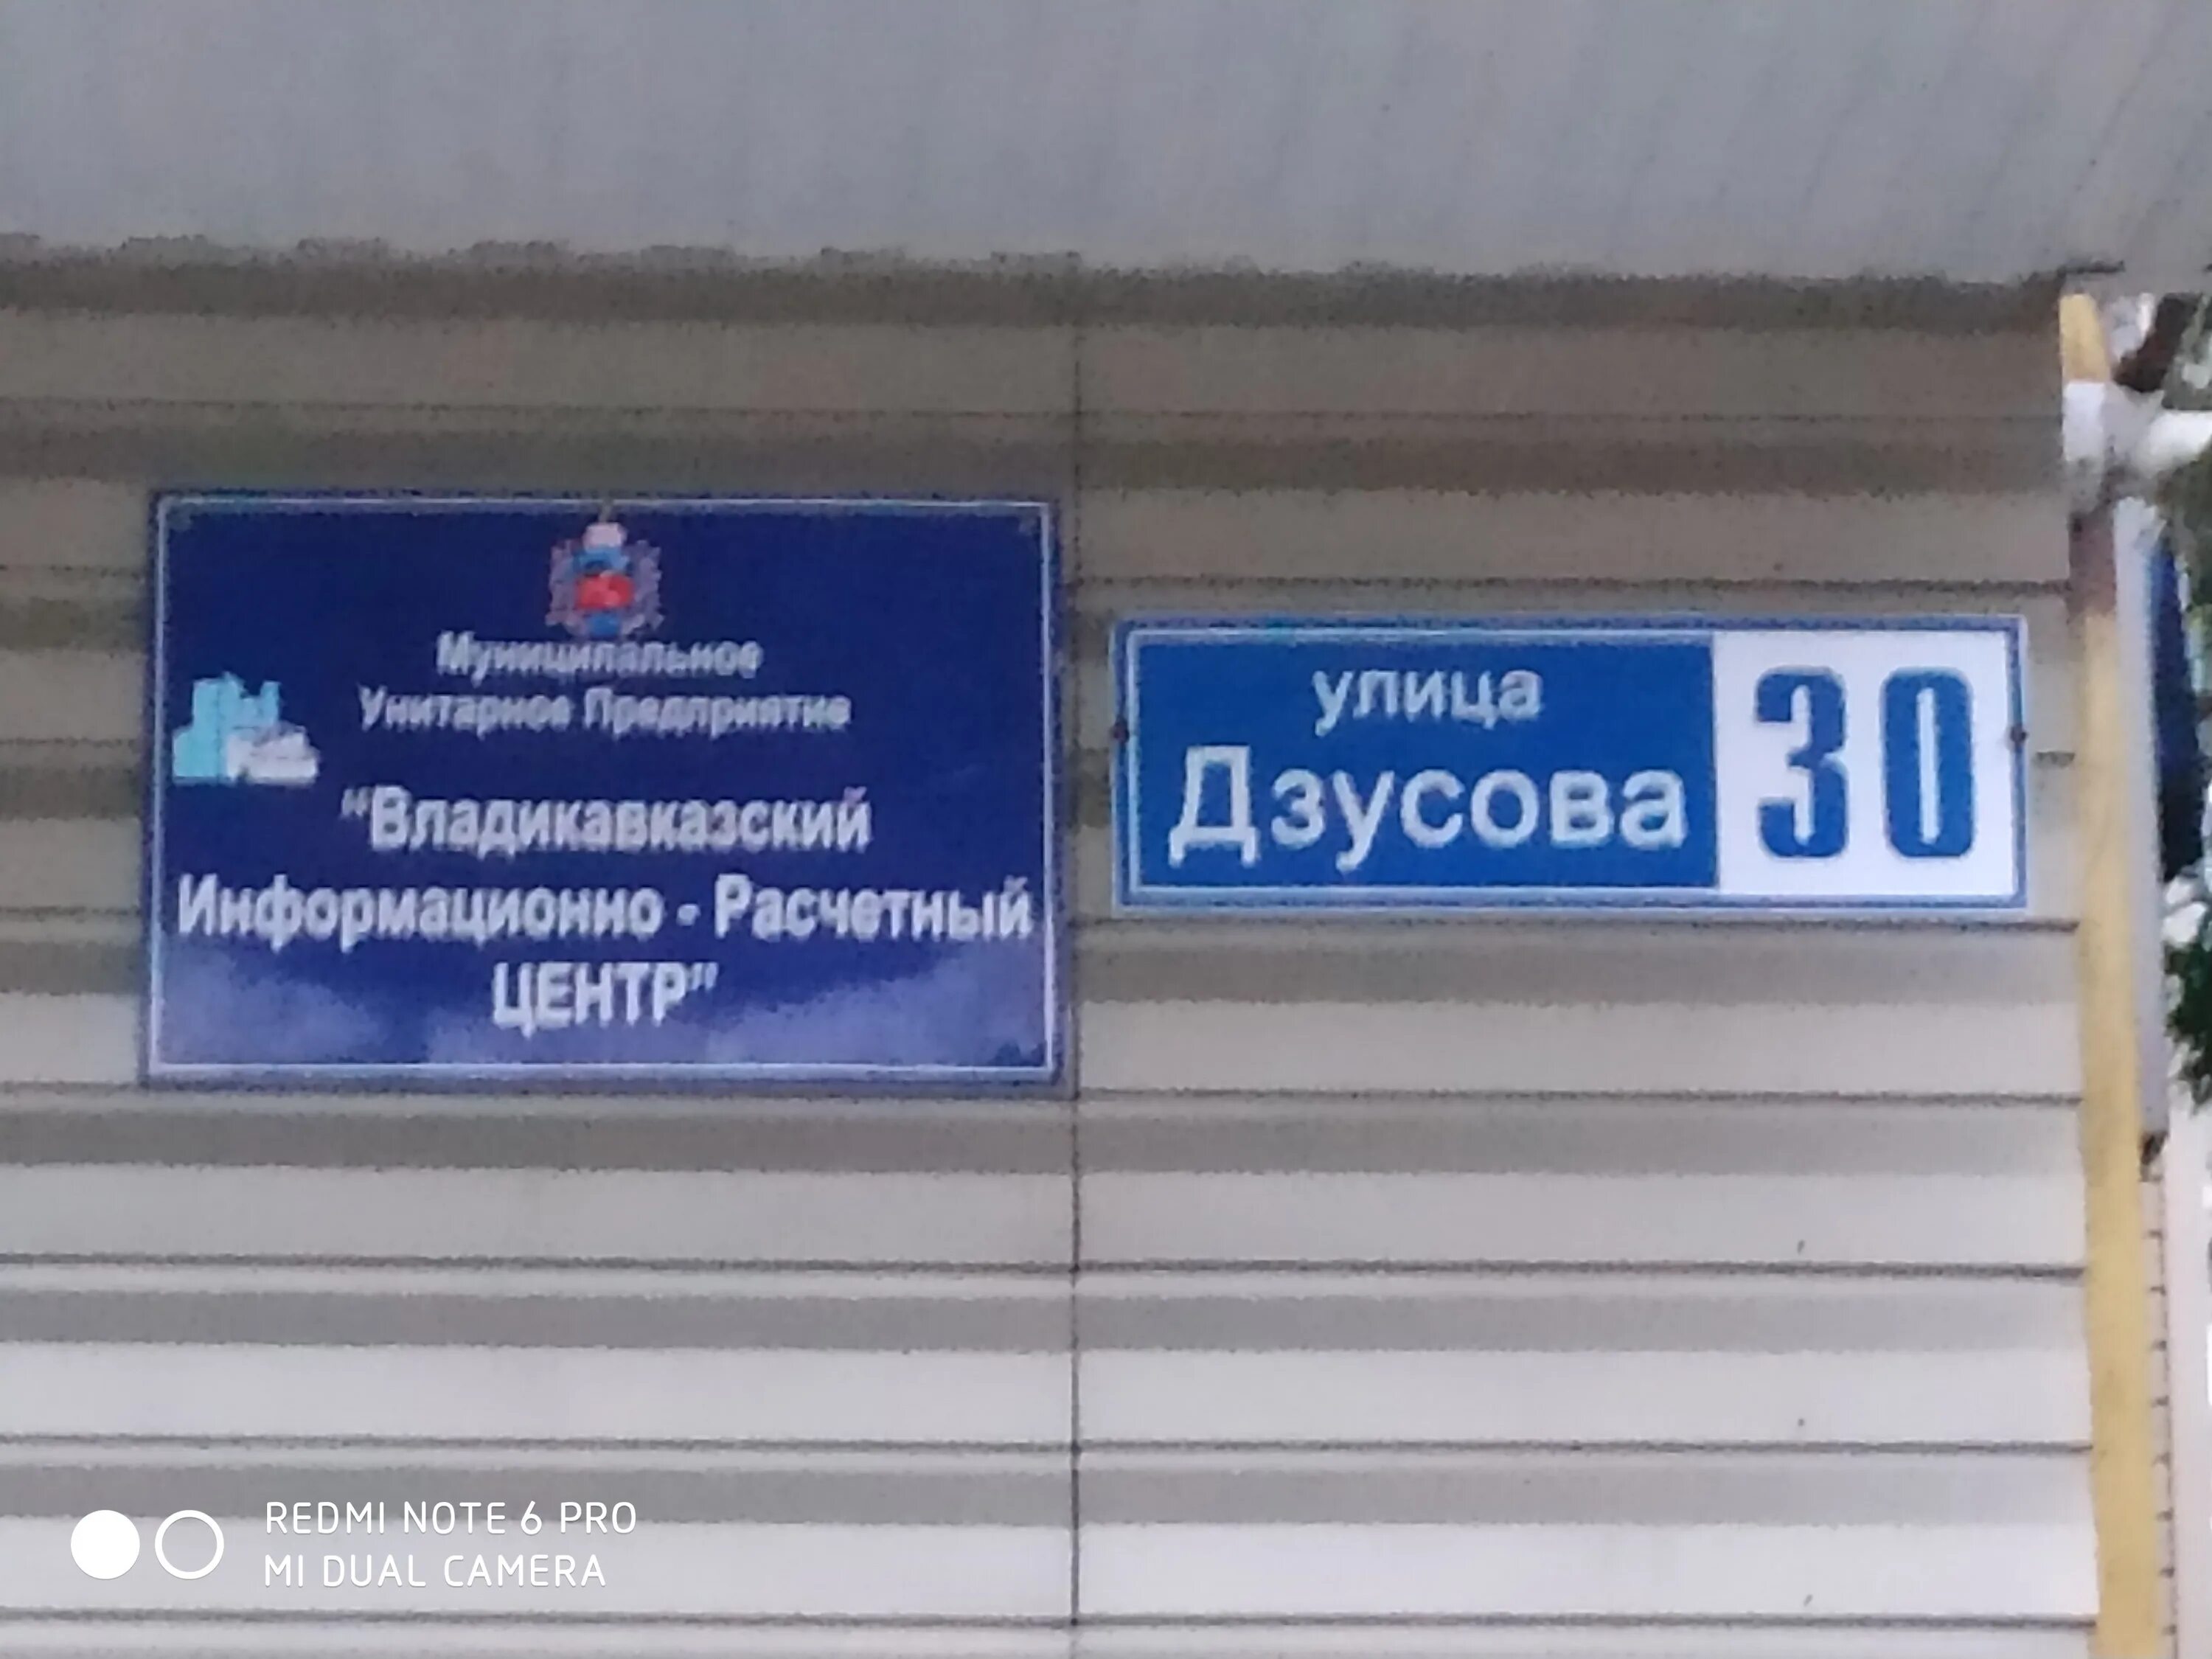 Муниципальное
Унитарное Предприятие
"Владикавказский
Информационно - Расчетный
ЦЕНТР"
улица
Дзусова
30
REDMI NOTE 6 PRO
MI DUAL CAMERA